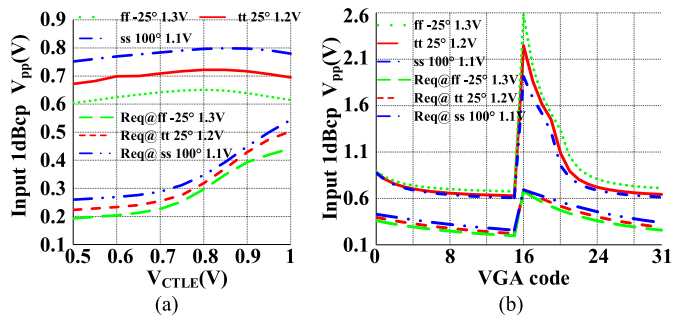 Input 1dBcp Vpp(V)
0.9
0.8
0.7
0.6
0.5
0.4
0.3
0.2
0.1
ff -25° 1.3V
tt 25° 1.2V
ss 100° 1.1V
Req@ff -25° 1.3V
Req@ tt 25° 1.2V
Req@ ss 100° 1.1V
0.5 0.6 0.7 0.8 0.9 1
VCTLE(V)
(a)
Input 1dBcp Vpp(V)
2.6
2.1
1.6
1.1
0.6
0.1
ff -25° 1.3V
tt 25° 1.2V
ss 100° 1.1V
Req@ff -25° 1.3V
Req@ tt 25° 1.2V
Req@ ss 100° 1.1V
0 8 16 24 31
VGA code
(b)